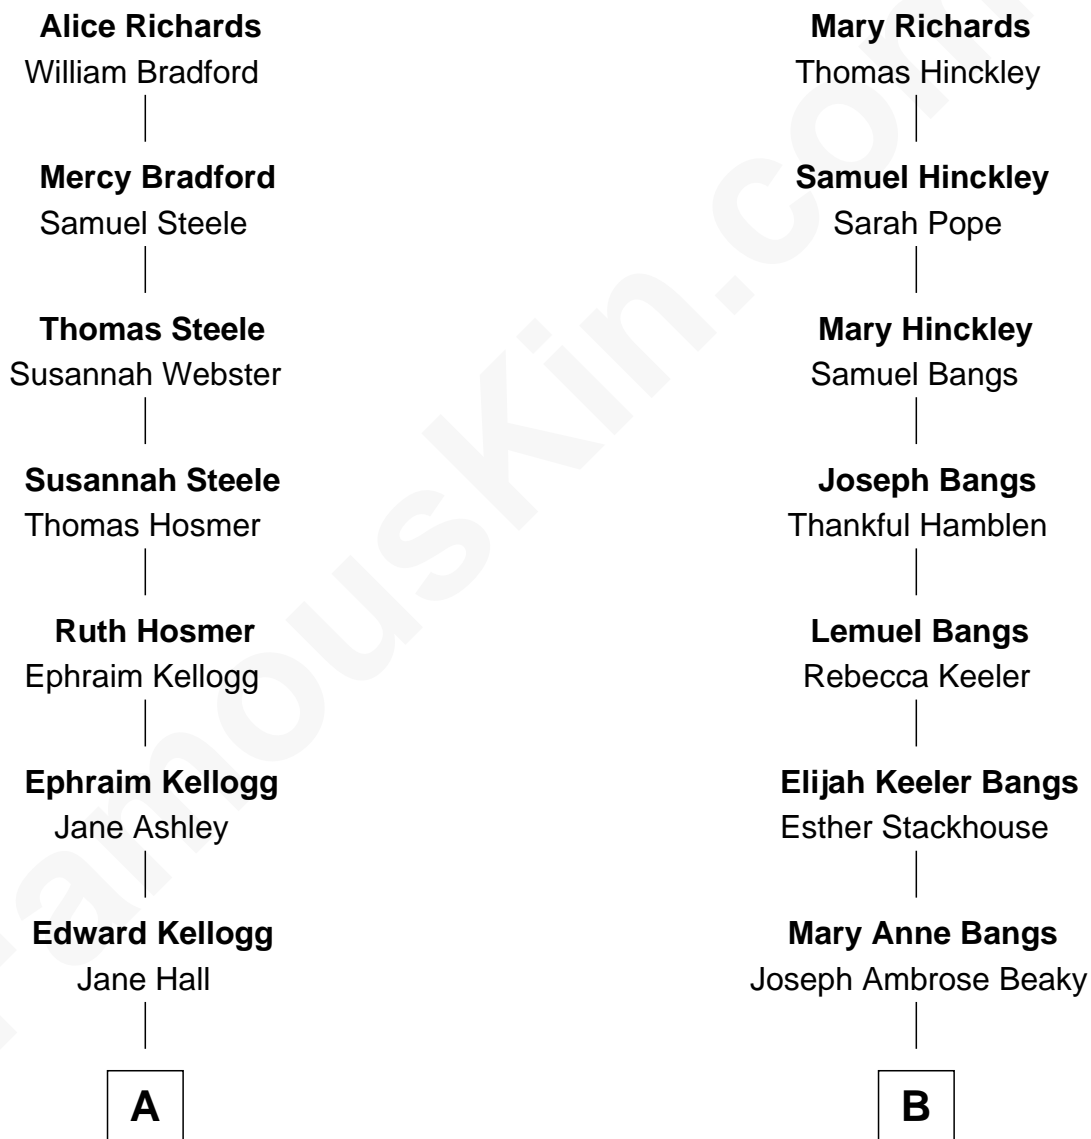 Alice Richards
William Bradford
Mercy Bradford
Samuel Steele
Thomas Steele
Susannah Webster
Susannah Steele
Thomas Hosmer
Ruth Hosmer
Ephraim Kellogg
Ephraim Kellogg
Jane Ashley
Edward Kellogg
Jane Hall
A
Mary Richards
Thomas Hinckley
Samuel Hinckley
Sarah Pope
Mary Hinckley
Samuel Bangs
Joseph Bangs
Thankful Hamblen
Lemuel Bangs
Rebecca Keeler
Elijah Keeler Bangs
Esther Stackhouse
Mary Anne Bangs
Joseph Ambrose Beaky
B
FamousKin.com